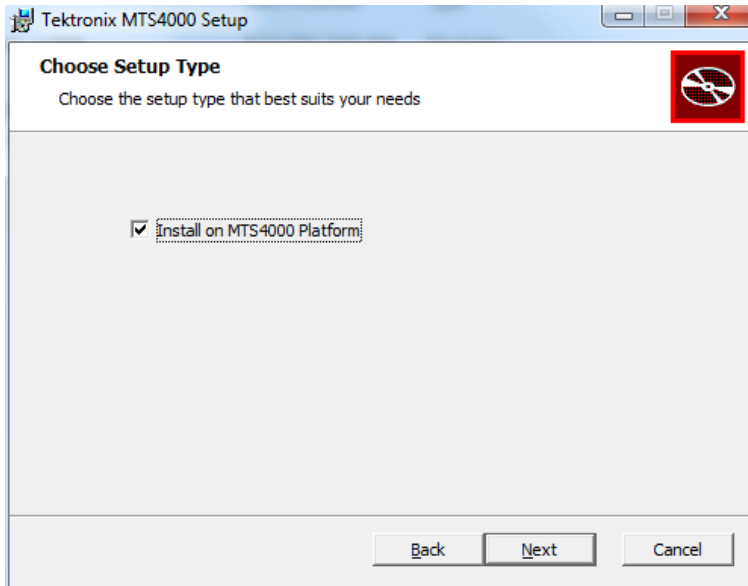 Tektronix MTS4000 Setup
Choose Setup Type
Choose the setup type that best suits your needs
Install on MTS4000 Platform
Back Next Cancel